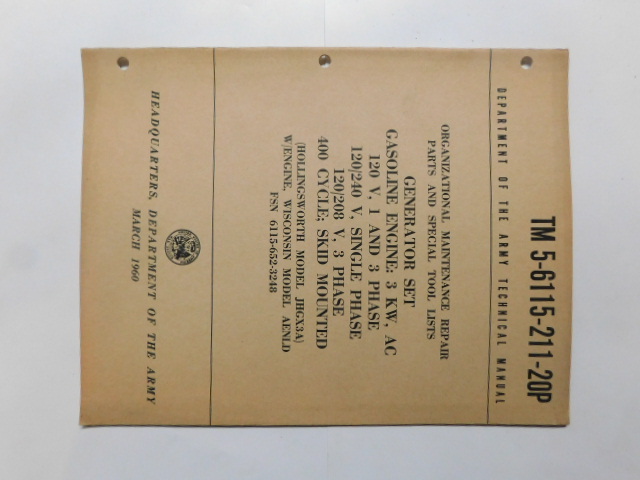 TM 5-6115-211-20P
DEPARTMENT OF THE ARMY TECHNICAL MANUAL
ORGANIZATIONAL MAINTENANCE REPAIR
PARTS AND SPECIAL TOOL LISTS
GENERATOR SET
GASOLINE ENGINE; 3 KW, AC
120 V, 1 AND 3 PHASE
120/240 V, SINGLE PHASE
120/208 V, 3 PHASE
400 CYCLE; SKID MOUNTED
(HOLLINGSWORTH MODEL JHGX3A)
W/ENGINE, WISCONSIN MODEL AENLD
FSN 6115-652-3248
HEADQUARTERS, DEPARTMENT OF THE ARMY
MARCH 1960